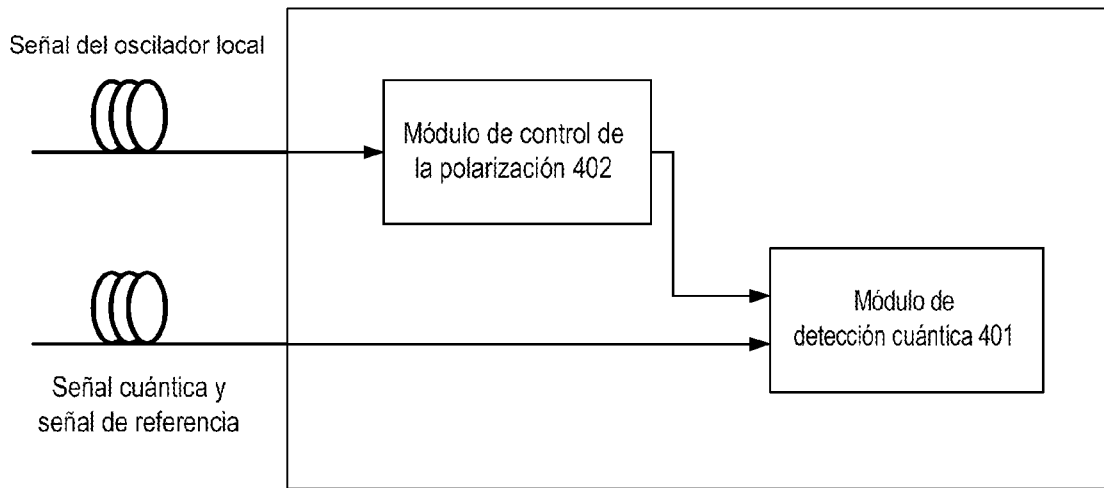 Señal del oscilador local
Módulo de control de
la polarización 402
Módulo de
detección cuántica 401
Señal cuántica y
señal de referencia